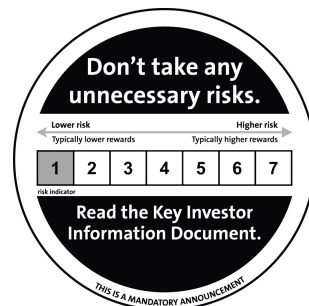 Don’t take any
unnecessary risks.
Lower risk Higher risk
Typically lower rewards Typically higher rewards
1 2 3 4 5 6 7
risk indicator
Read the Key Investor
Information Document.
THIS IS A MANDATORY ANNOUNCEMENT